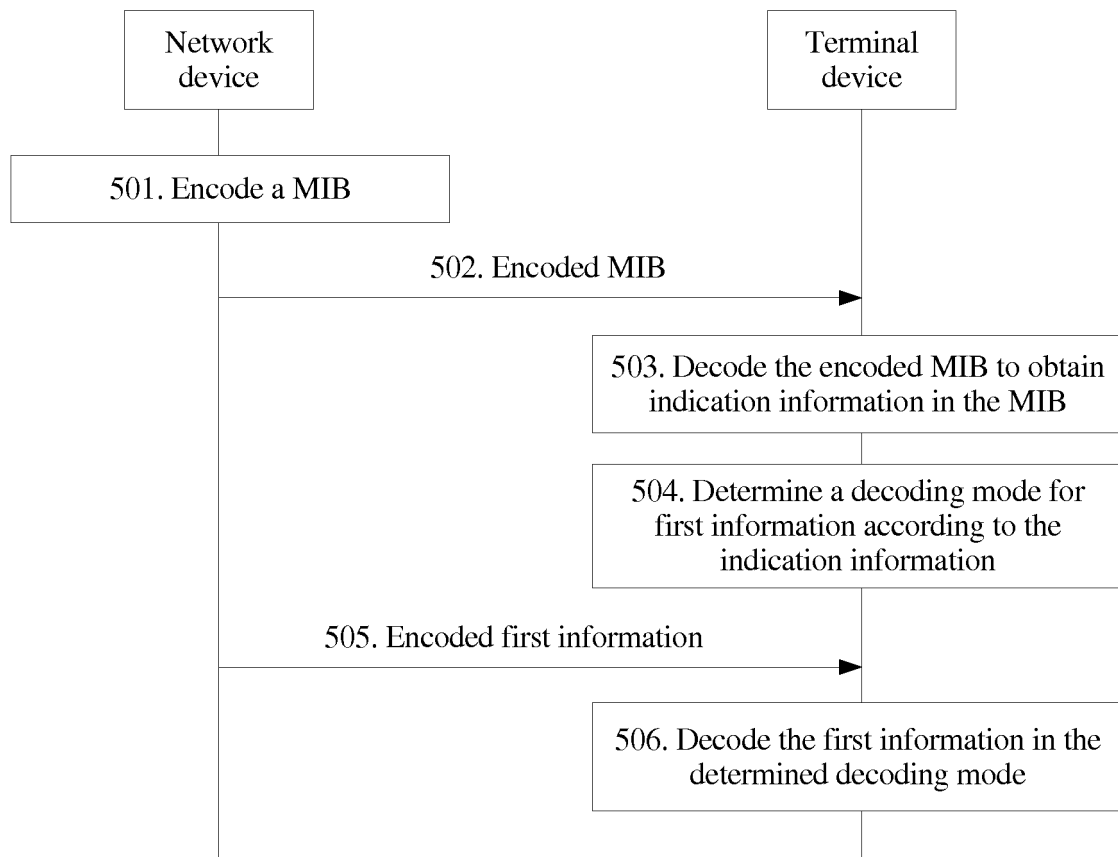 Network
device
Terminal
device
501. Encode a MIB
502. Encoded MIB
503. Decode the encoded MIB to obtain
indication information in the MIB
504. Determine a decoding mode for
first information according to the
indication information
505. Encoded first information
506. Decode the first information in the
determined decoding mode